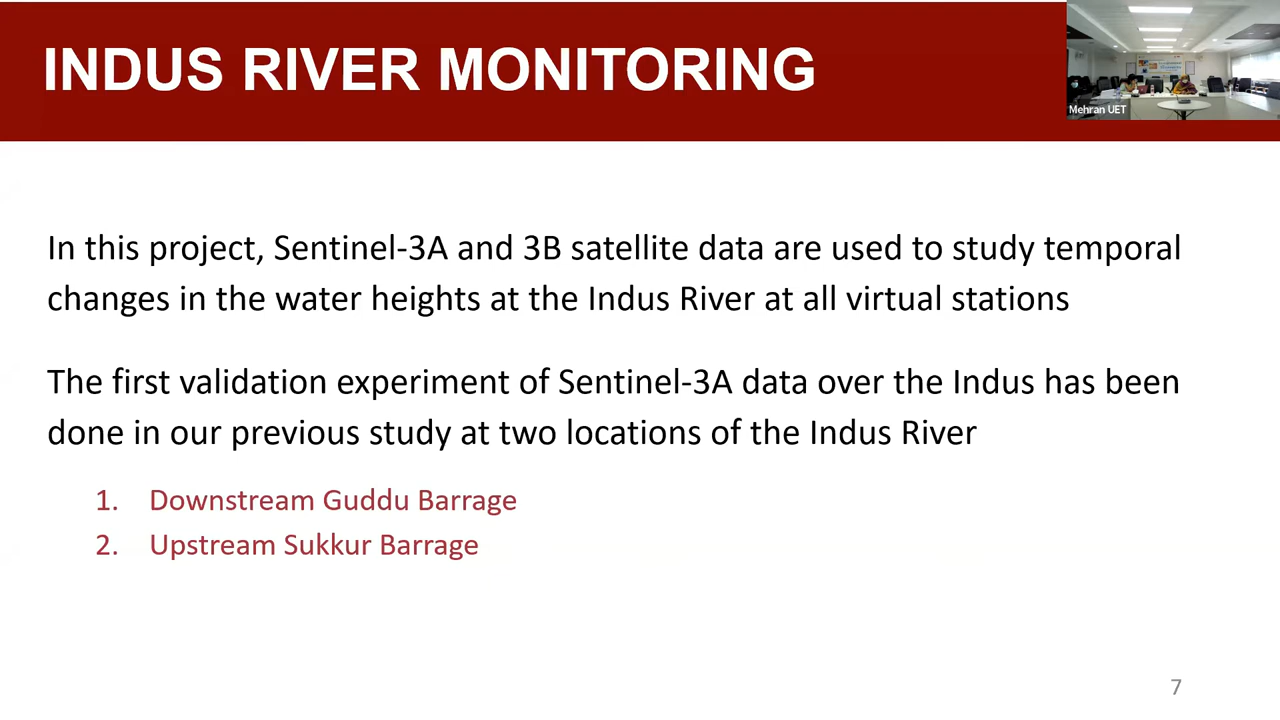 INDUS RIVER MONITORING
Mehran UET
In this project, Sentinel-3A and 3B satellite data are used to study temporal
changes in the water heights at the Indus River at all virtual stations
The first validation experiment of Sentinel-3A data over the Indus has been
done in our previous study at two locations of the Indus River
1. Downstream Guddu Barrage
2. Upstream Sukkur Barrage
7